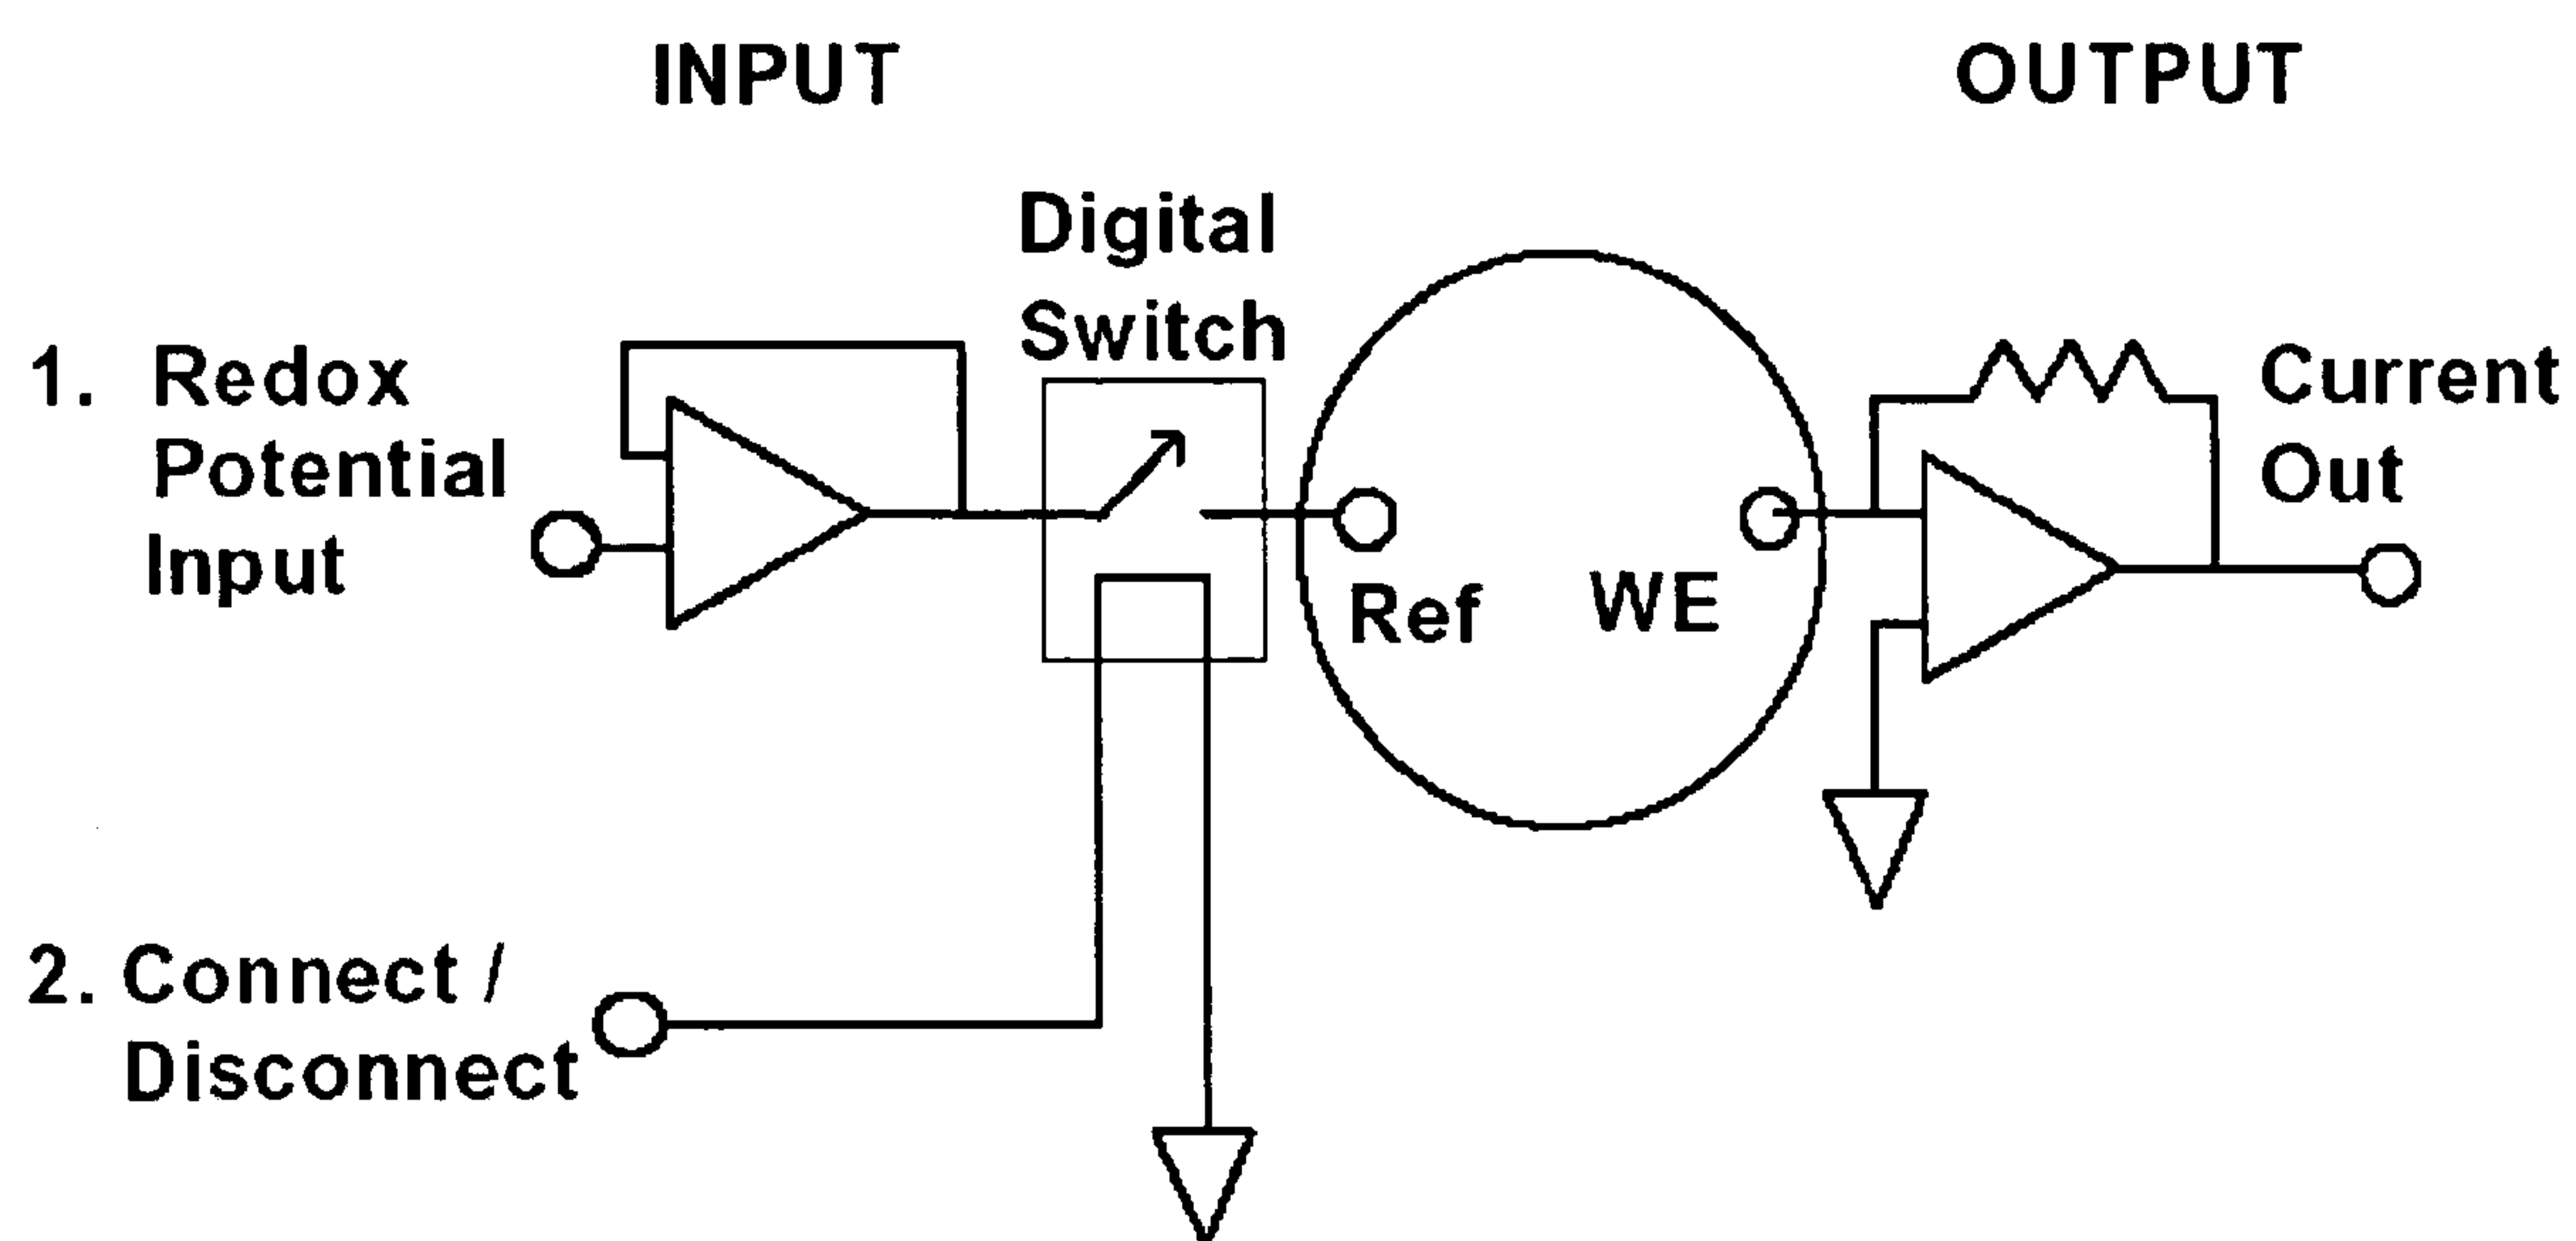 INPUT
OUTPUT
Digital
Switch
1. Redox
Potential
Input
Ref
WE
Current
Out
2. Connect /
Disconnect